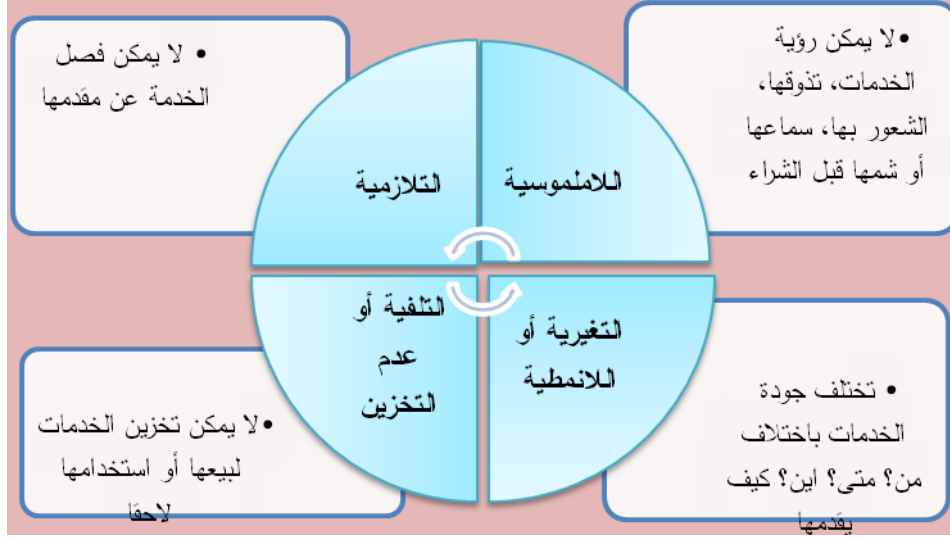 •لا يمكن رؤية
الخدمات، تذوقها،
الشعور بها، سماعها
أو شمها قبل الشراء
اللاملموسية
• لا يمكن فصل
الخدمة عن مقدمها
التلازمية
• تختلف جودة
الخدمات باختلاف
من؟ متى؟ اين؟ كيف
يقدمها
التغيرية أو
اللانمطية
•لا يمكن تخزين الخدمات
لبيعها أو استخدامها
لاحقا
التلفية أو
عدم
التخزين